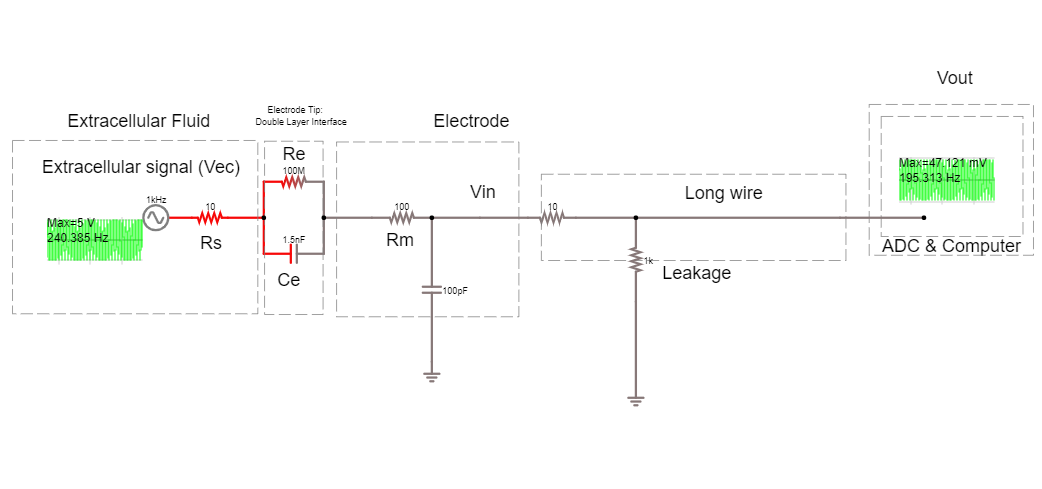 Vout
Electrode Tip:
Double Layer Interface
Extracellular Fluid
Electrode
Re
100M
Extracellular signal (Vec)
Max=47.121 mV
195.313 Hz
Vin
Long wire
1kHz
10
100
10
Max=5 V
240.385 Hz
Rs
1.5nF
Rm
ADC & Computer
1k
Leakage
Ce
100pF